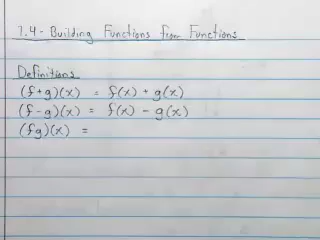 1.4 - Building Functions from Functions
Definitions
(f+g)(x) = f(x) + g(x)
(f-g)(x) = f(x) - g(x)
(fg)(x) =